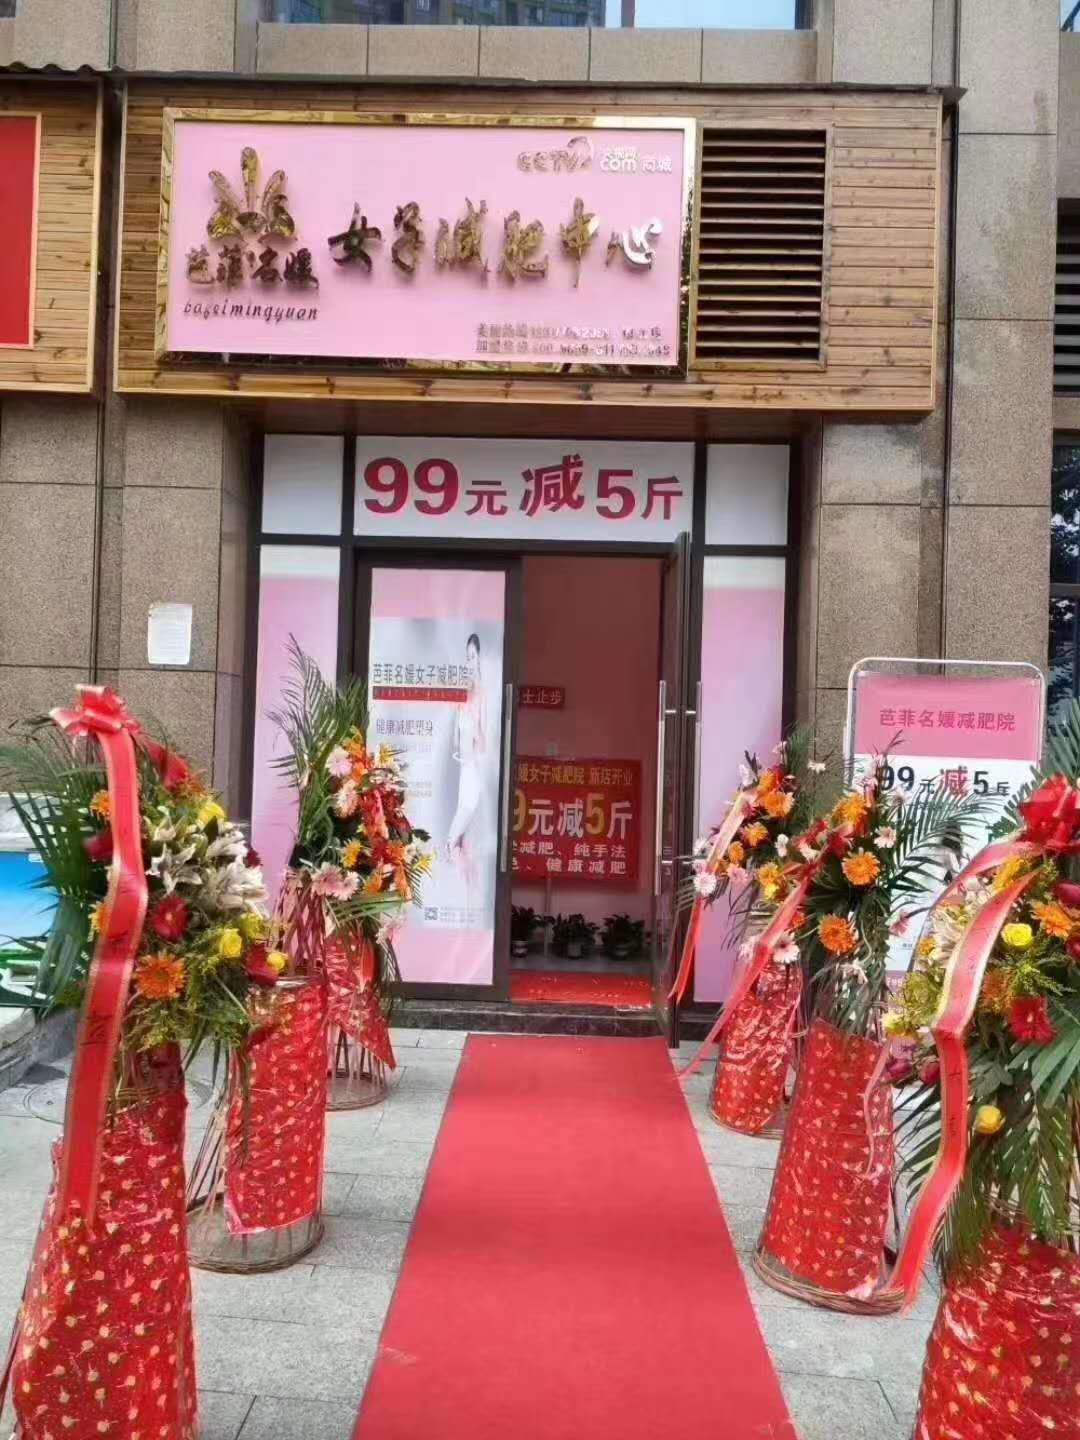 CCTV.com 商城
芭菲名媛 女子减肥中心
bafeimingyuan
99元减5斤
芭菲名媛女子减肥院
健康减肥塑身
士止步
媛女子减肥院 新店开业
9元减5斤
减肥、纯手法
健康减肥
芭菲名媛减肥院
99元减5斤